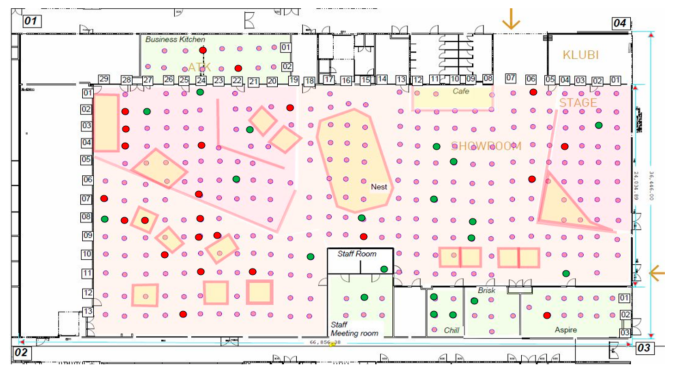 01
04
Business Kitchen
01
ATK
02
KLUBI
29 28 27 26 25 24 23 22 21 20 19 18 17 16 15 14 13 12 11 10 09 08 07 06 05 04 03 02 01
01
Cafe
02
STAGE
03
04
SHOWROOM
05
06
Nest
07
08
09
10
Staff Room
11
12
Brisk
01
13
Staff
Meeting room
Chill
Aspire
02
03
02
03